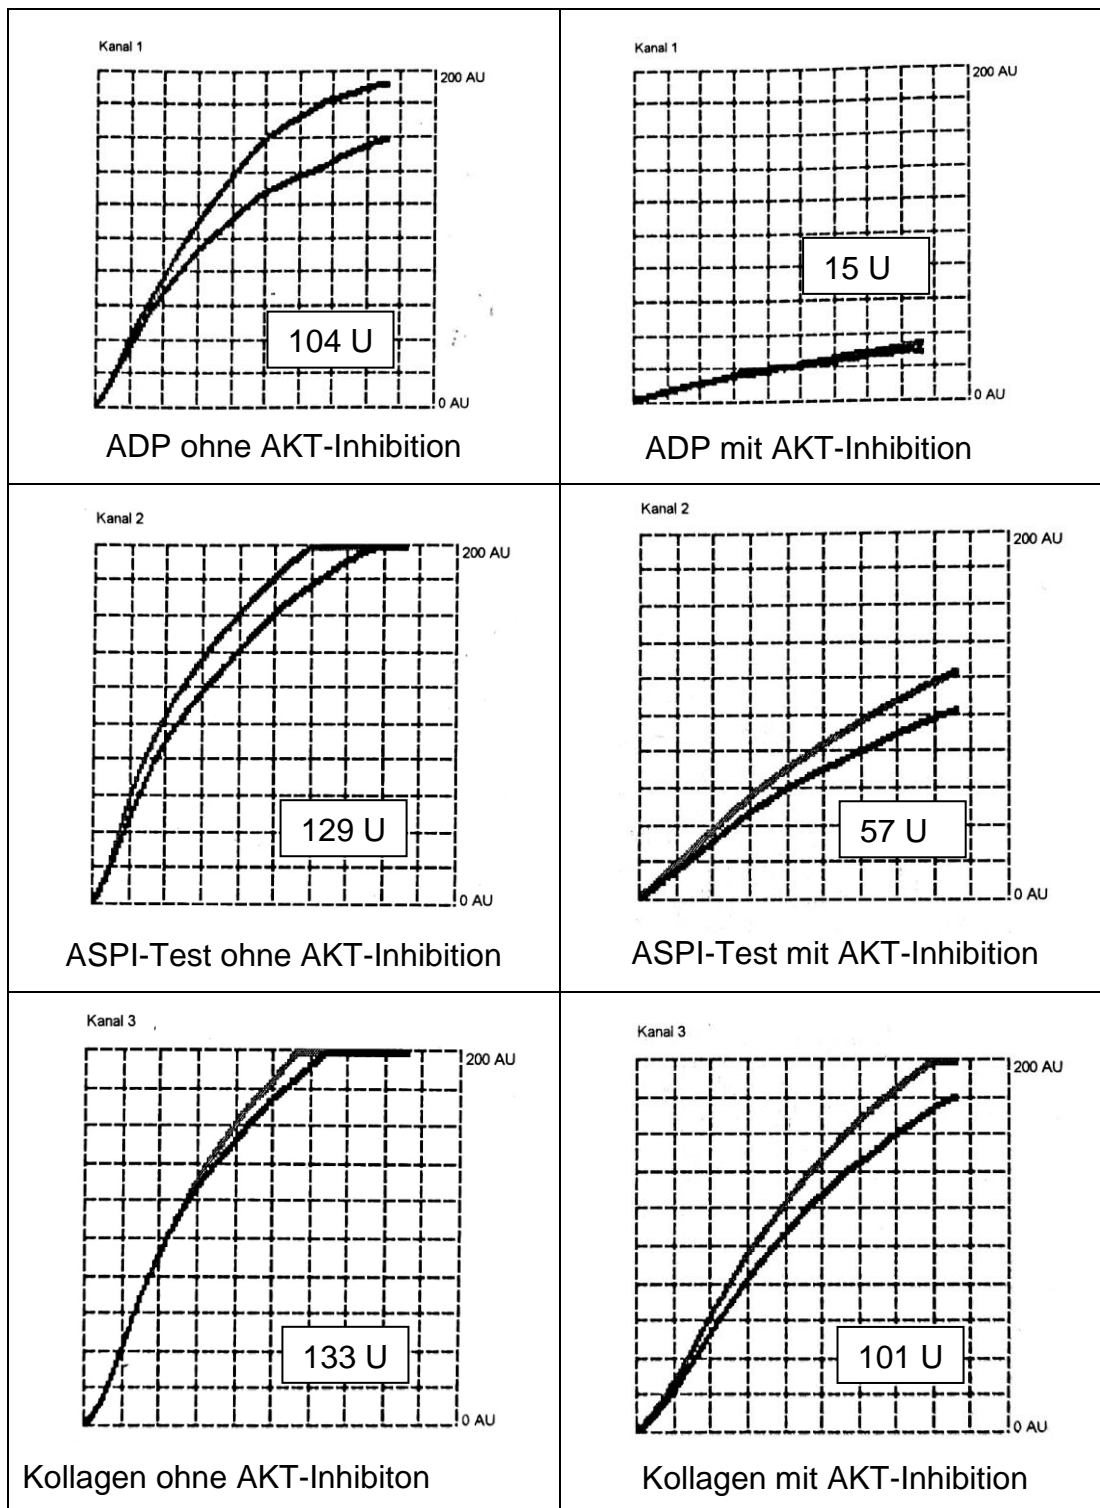 Kanal 1
200 AU
104 U
0 AU
ADP ohne AKT-Inhibition
Kanal 1
200 AU
15 U
0 AU
ADP mit AKT-Inhibition
Kanal 2
200 AU
129 U
0 AU
ASPI-Test ohne AKT-Inhibition
Kanal 2
200 AU
57 U
0 AU
ASPI-Test mit AKT-Inhibition
Kanal 3
200 AU
133 U
0 AU
Kollagen ohne AKT-Inhibiton
Kanal 3
200 AU
101 U
0 AU
Kollagen mit AKT-Inhibition